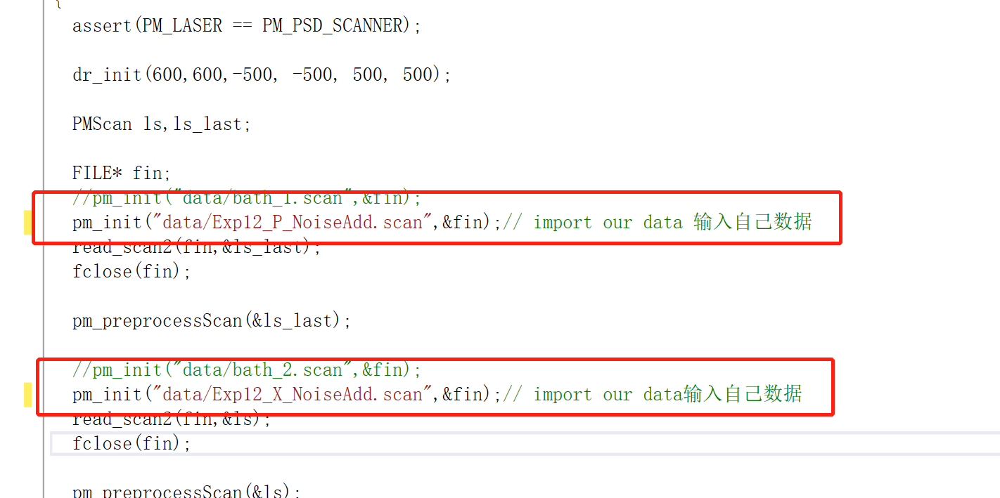 {
assert(PM_LASER == PM_PSD_SCANNER);
dr_init(600,600,-500, -500, 500, 500);
PMScan ls,ls_last;
FILE* fin;
//pm_init("data/bath_1.scan",&fin);
pm_init("data/Exp12_P_NoiseAdd.scan",&fin);// import our data 输入自己数据
read_scan2(fin,&ls_last);
fclose(fin);
pm_preprocessScan(&ls_last);
//pm_init("data/bath_2.scan",&fin);
pm_init("data/Exp12_X_NoiseAdd.scan",&fin);// import our data输入自己数据
read_scan2(fin,&ls);
fclose(fin);
pm_preprocessScan(&ls);